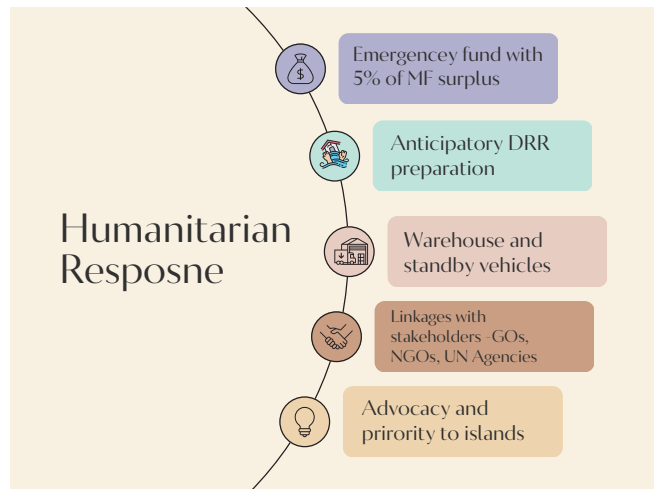 Humanitarian
Resposne
Emergencey fund with
5% of MF surplus
Anticipatory DRR
preparation
Warehouse and
standby vehicles
Linkages with
stakeholders -GOs,
NGOs, UN Agencies
Advocacy and
prirority to islands